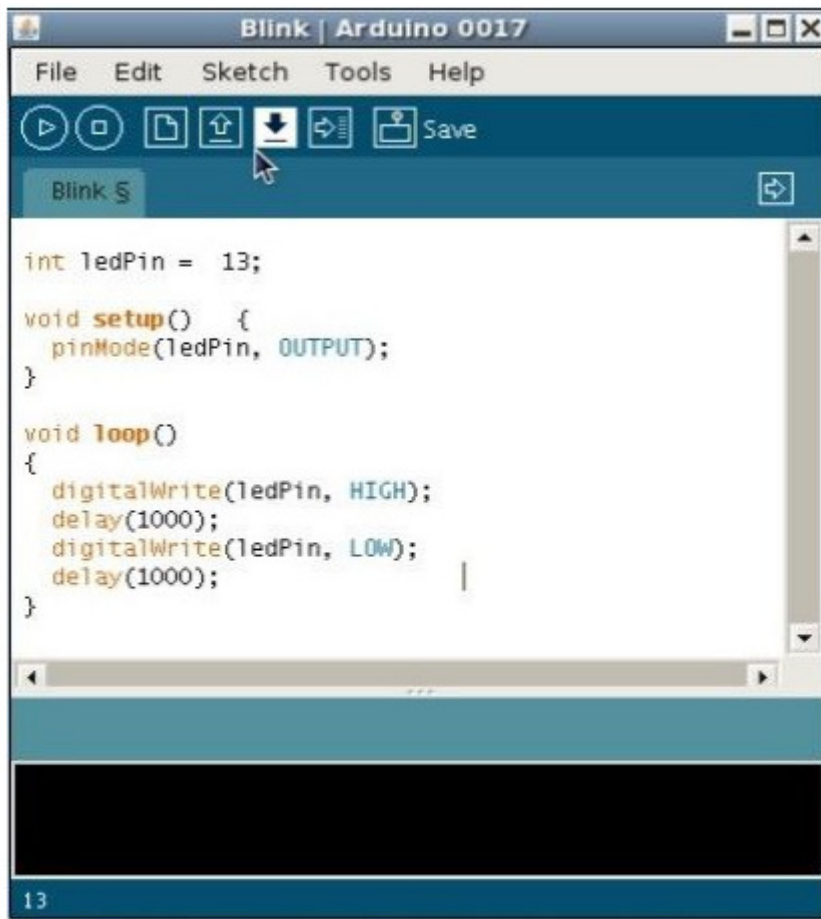 Blink | Arduino 0017
File Edit Sketch Tools Help
Save
Blink §
int ledPin =  13;
void setup()   {
  pinMode(ledPin, OUTPUT);
}
void loop()
{
  digitalWrite(ledPin, HIGH);
  delay(1000);
  digitalWrite(ledPin, LOW);
  delay(1000);
}
13